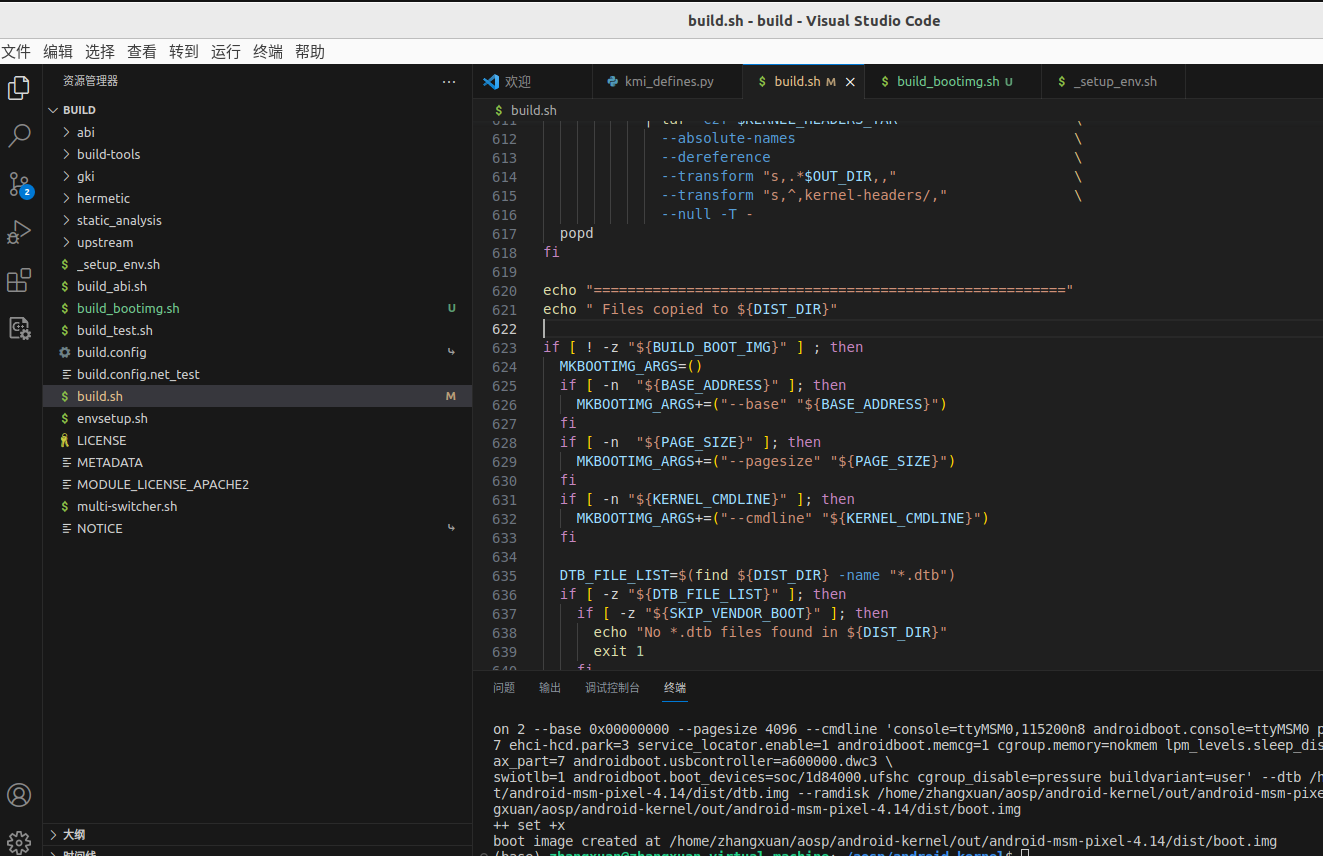 build.sh - build - Visual Studio Code
文件 编辑 选择 查看 转到 运行 终端 帮助
资源管理器 ···
BUILD
abi
build-tools
gki
hermetic
static_analysis
upstream
$ _setup_env.sh
$ build_abi.sh
$ build_bootimg.sh U
$ build_test.sh
build.config
build.config.net_test
$ build.sh M
$ envsetup.sh
LICENSE
METADATA
MODULE_LICENSE_APACHE2
$ multi-switcher.sh
NOTICE
大纲
时间线
2
欢迎 kmi_defines.py $ build.sh M $ build_bootimg.sh U $ _setup_env.sh
$ build.sh
611 | tar -czf $KERNEL_HEADERS_TAR \
612 --absolute-names \
613 --dereference \
614 --transform "s,.*$OUT_DIR,," \
615 --transform "s,^,kernel-headers/," \
616 --null -T -
617 popd
618 fi
619
620 echo "========================================================"
621 echo " Files copied to ${DIST_DIR}"
622
623 if [ ! -z "${BUILD_BOOT_IMG}" ] ; then
624 MKBOOTIMG_ARGS=()
625 if [ -n  "${BASE_ADDRESS}" ]; then
626 MKBOOTIMG_ARGS+=("--base" "${BASE_ADDRESS}")
627 fi
628 if [ -n  "${PAGE_SIZE}" ]; then
629 MKBOOTIMG_ARGS+=("--pagesize" "${PAGE_SIZE}")
630 fi
631 if [ -n "${KERNEL_CMDLINE}" ]; then
632 MKBOOTIMG_ARGS+=("--cmdline" "${KERNEL_CMDLINE}")
633 fi
634
635 DTB_FILE_LIST=$(find ${DIST_DIR} -name "*.dtb")
636 if [ -z "${DTB_FILE_LIST}" ]; then
637 if [ -z "${SKIP_VENDOR_BOOT}" ]; then
638 echo "No *.dtb files found in ${DIST_DIR}"
639 exit 1
640 fi
问题 输出 调试控制台 终端
on 2 --base 0x00000000 --pagesize 4096 --cmdline 'console=ttyMSM0,115200n8 androidboot.console=ttyMSM0 p
7 ehci-hcd.park=3 service_locator.enable=1 androidboot.memcg=1 cgroup.memory=nokmem lpm_levels.sleep_dis
ax_part=7 androidboot.usbcontroller=a600000.dwc3 \
swiotlb=1 androidboot.boot_devices=soc/1d84000.ufshc cgroup_disable=pressure buildvariant=user' --dtb /h
t/android-msm-pixel-4.14/dist/dtb.img --ramdisk /home/zhangxuan/aosp/android-kernel/out/android-msm-pixe
gxuan/aosp/android-kernel/out/android-msm-pixel-4.14/dist/boot.img
++ set +x
boot image created at /home/zhangxuan/aosp/android-kernel/out/android-msm-pixel-4.14/dist/boot.img
(base) zhangxuan@zhangxuan-virtual-machine:~/aosp/android-kernel$